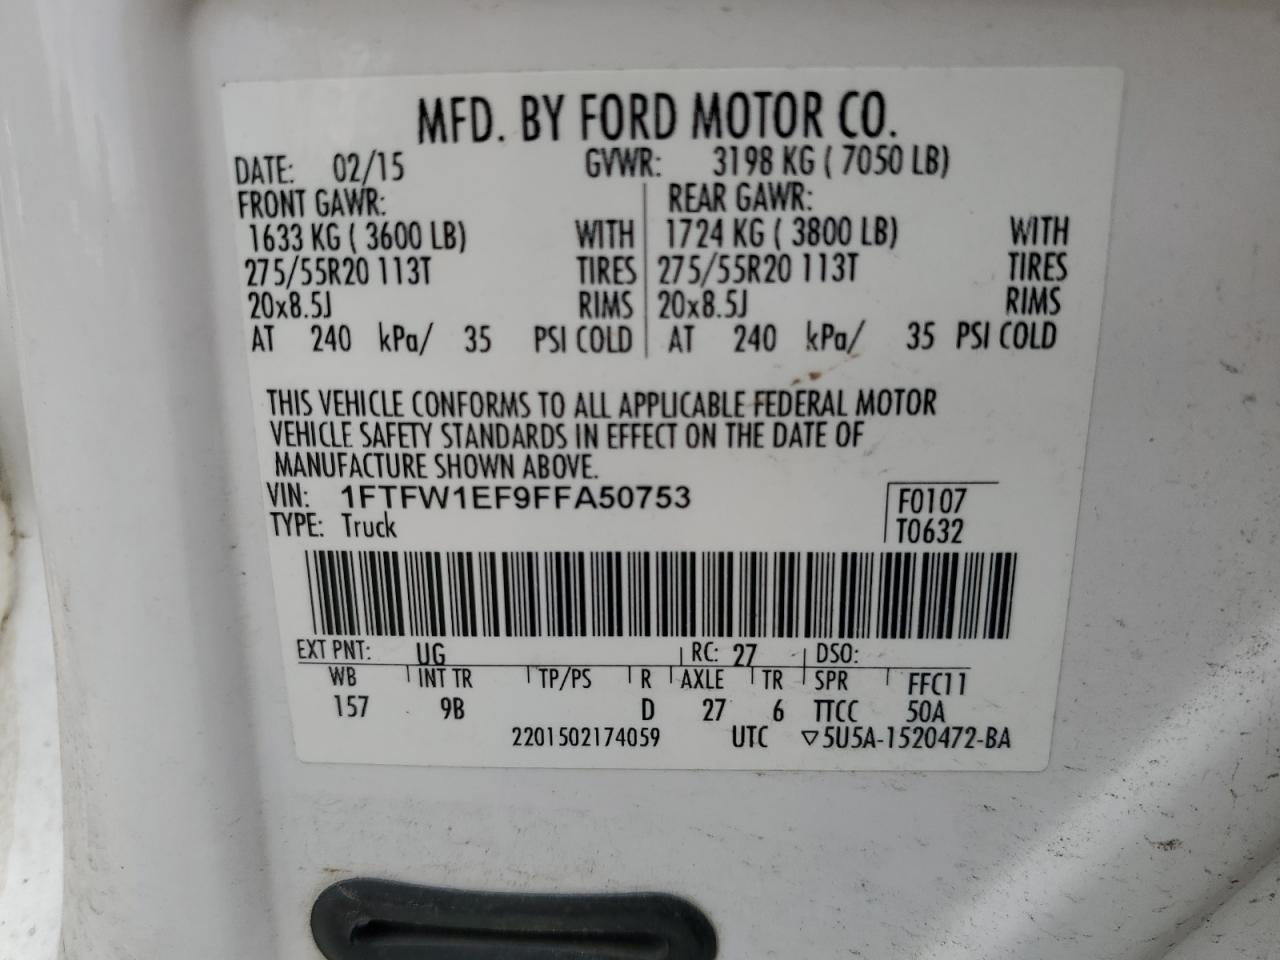 MFD. BY FORD MOTOR CO.
DATE: 02/15 GVWR: 3198 KG ( 7050 LB)
FRONT GAWR: REAR GAWR:
1633 KG ( 3600 LB) WITH 1724 KG ( 3800 LB) WITH
275/55R20 113T TIRES 275/55R20 113T TIRES
20x8.5J RIMS 20x8.5J RIMS
AT 240 kPa/ 35 PSI COLD AT 240 kPa/ 35 PSI COLD
THIS VEHICLE CONFORMS TO ALL APPLICABLE FEDERAL MOTOR
VEHICLE SAFETY STANDARDS IN EFFECT ON THE DATE OF
MANUFACTURE SHOWN ABOVE.
VIN: 1FTFW1EF9FFA50753 F0107
TYPE: Truck T0632
EXT PNT: UG RC: 27 DSO:
WB INT TR TP/PS R AXLE TR SPR FFC11
157 9B D 27 6 TTCC 50A
2201502174059 UTC ▽5U5A-1520472-BA